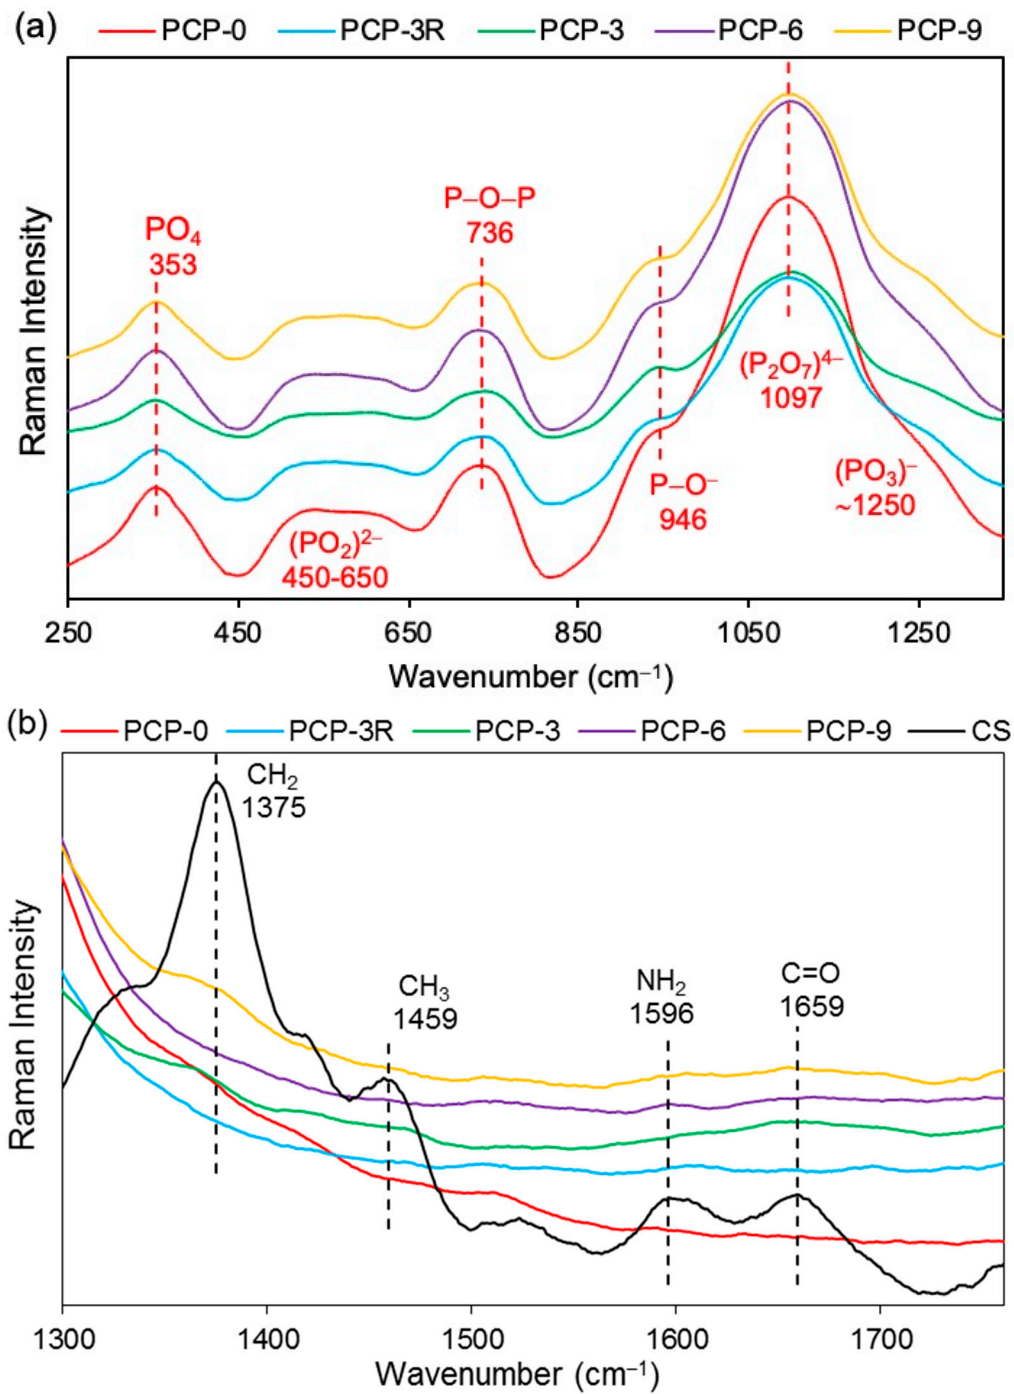 (a) PCP-0 PCP-3R PCP-3 PCP-6 PCP-9
Raman Intensity
PO₄
353
P–O–P
736
(PO₂)²⁻
450-650
P–O⁻
946
(P₂O₇)⁴⁻
1097
(PO₃)⁻
~1250
250 450 650 850 1050 1250
Wavenumber (cm⁻¹)
(b) PCP-0 PCP-3R PCP-3 PCP-6 PCP-9 CS
Raman Intensity
CH₂
1375
CH₃
1459
NH₂
1596
C=O
1659
1300 1400 1500 1600 1700
Wavenumber (cm⁻¹)